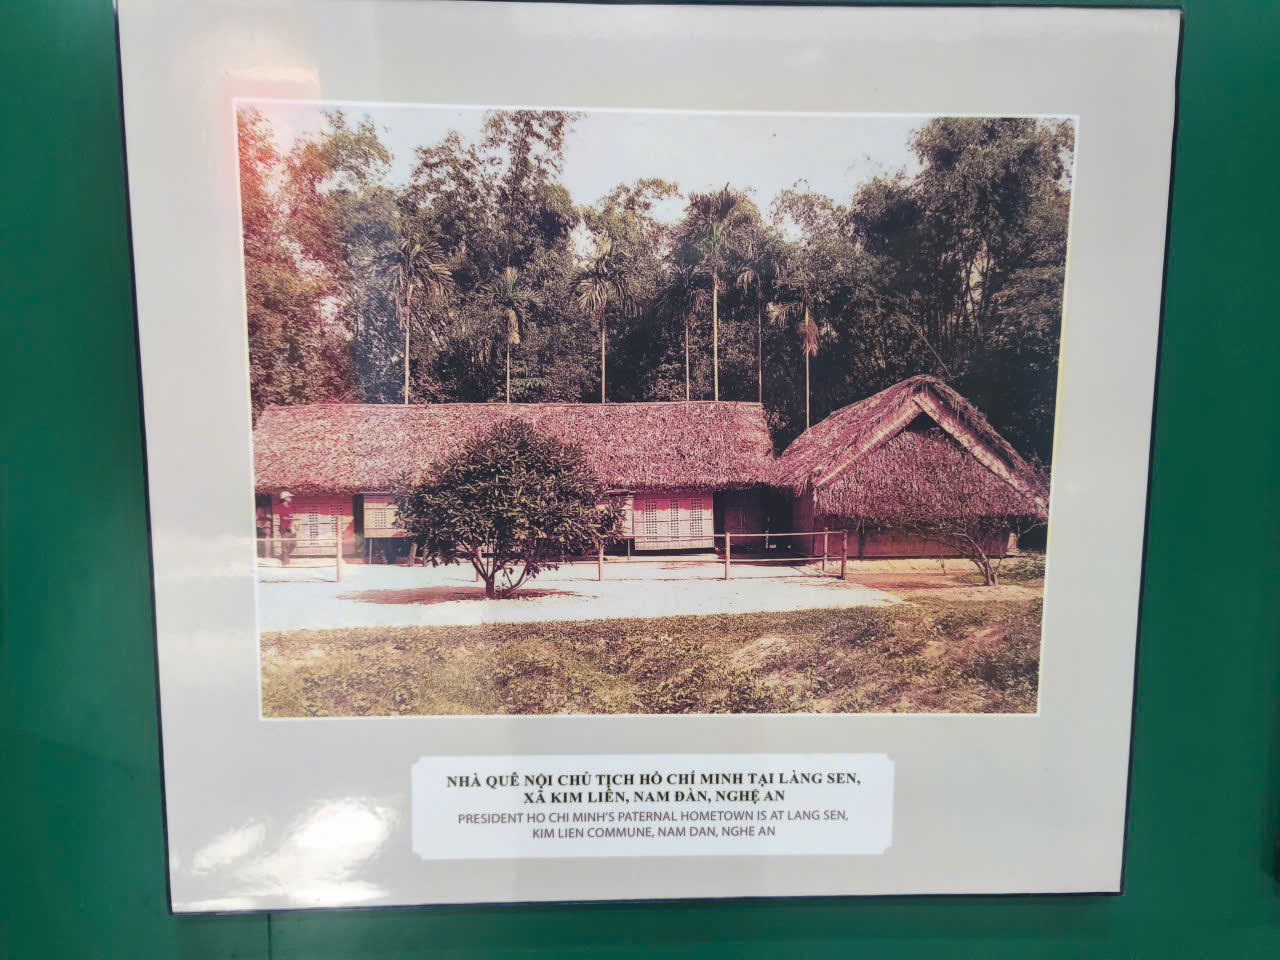 NHÀ QUÊ NỘI CHỦ TỊCH HỒ CHÍ MINH TẠI LÀNG SEN,
XÃ KIM LIÊN, NAM ĐÀN, NGHỆ AN
PRESIDENT HO CHI MINH'S PATERNAL HOMETOWN IS AT LANG SEN,
KIM LIEN COMMUNE, NAM DAN, NGHE AN